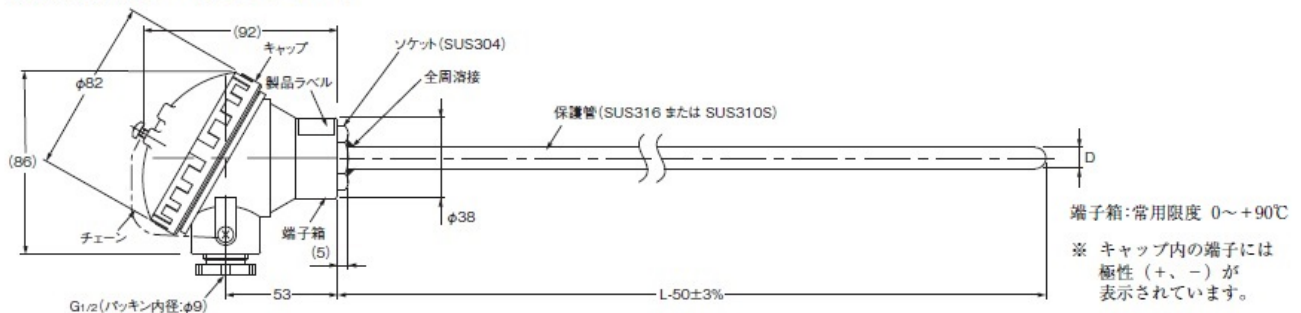 (92)
キャップ
ソケット(SUS304)
φ82
製品ラベル
全周溶接
保護管(SUS316 または SUS310S)
(86)
D
φ38
チェーン
端子箱
(5)
53
L-50±3%
G1/2(パッキン内径:φ9)
端子箱:常用限度 0~+90℃
※ キャップ内の端子には
極性(+、-)が
表示されています。